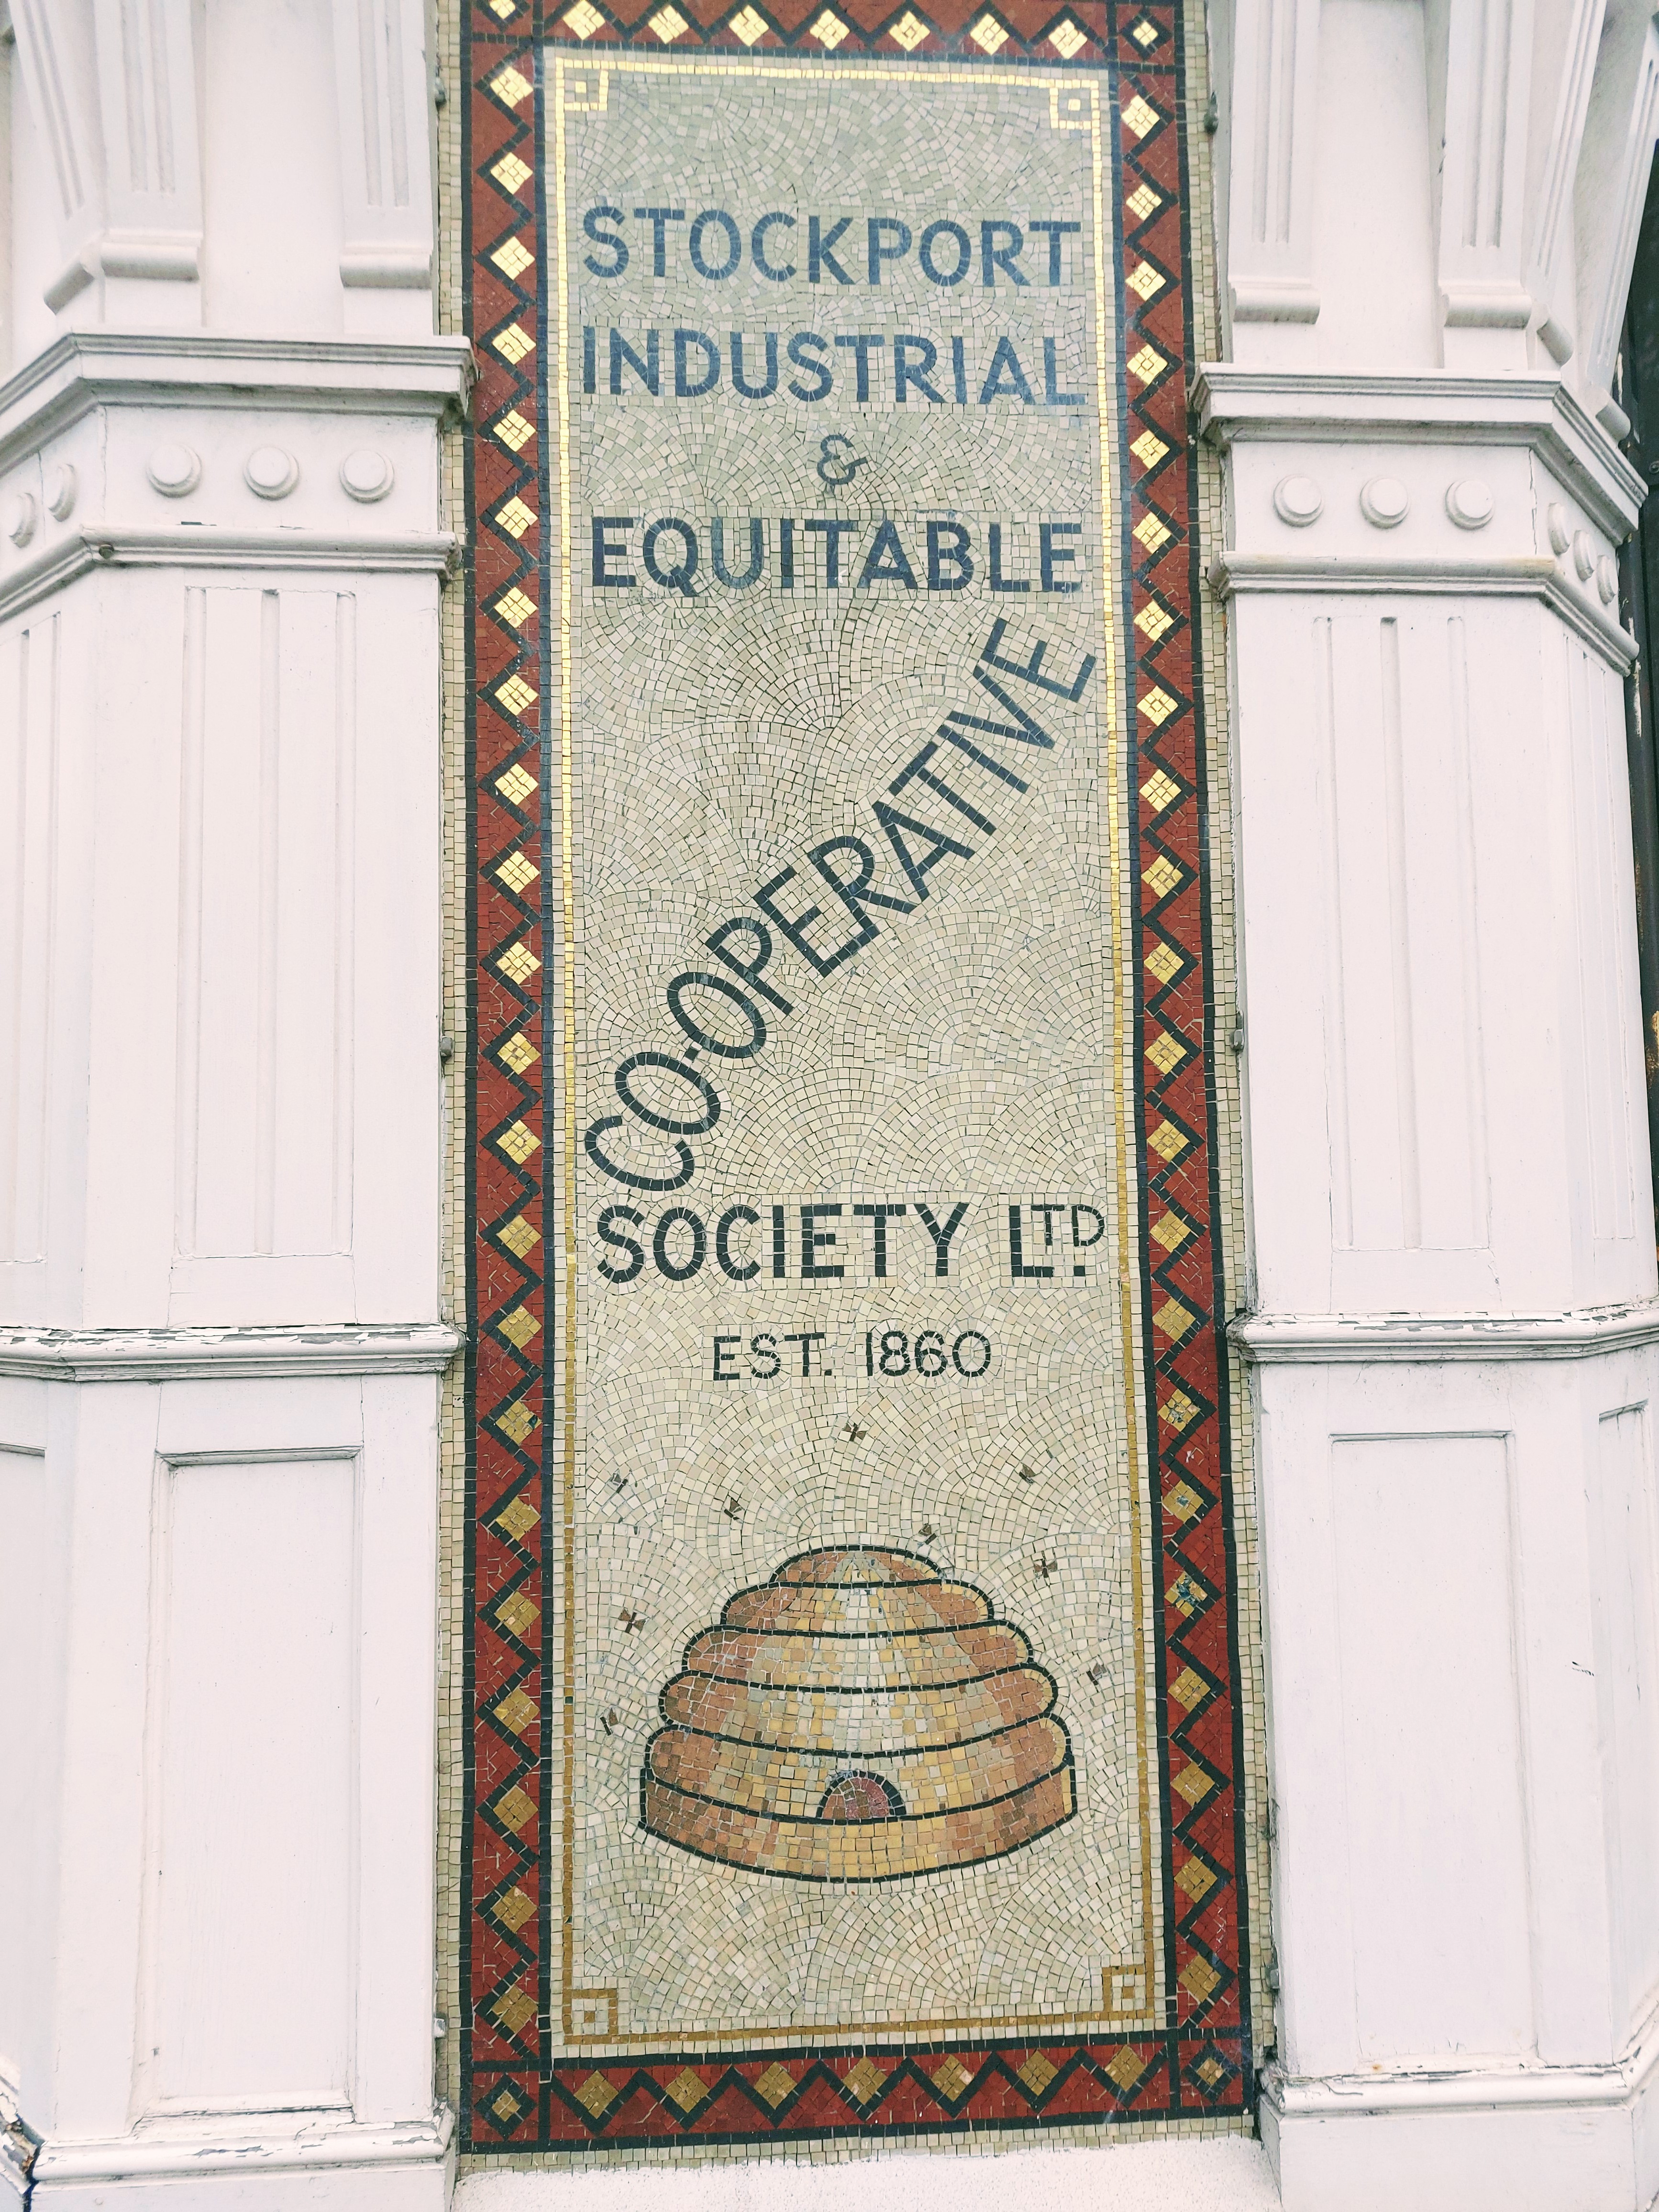 STOCKPORT
INDUSTRIAL
&
EQUITABLE
CO-OPERATIVE
SOCIETY LTD.
EST. 1860